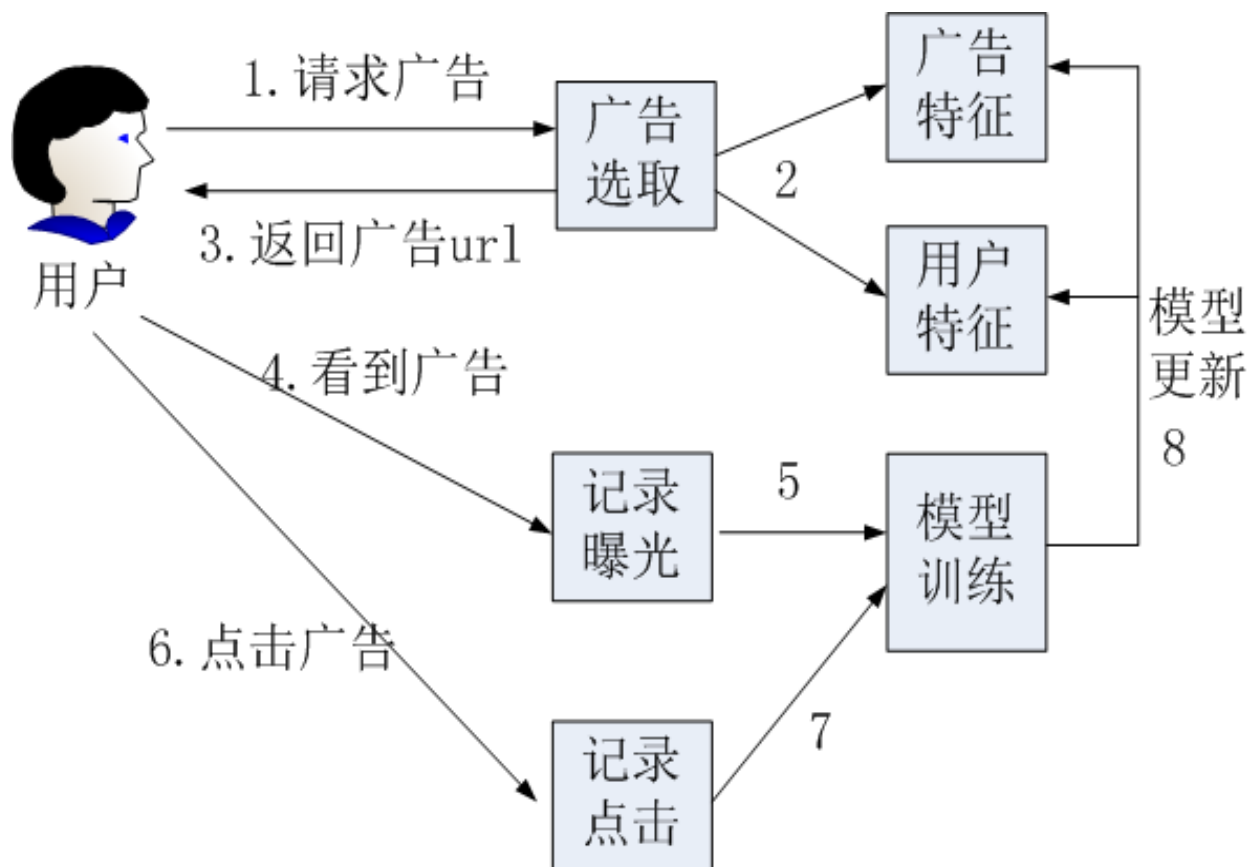 1.请求广告
广告
选取
广告
特征
2
3.返回广告url
用户
用户
特征
模型
更新
8
4.看到广告
记录
曝光
5
模型
训练
6.点击广告
7
记录
点击